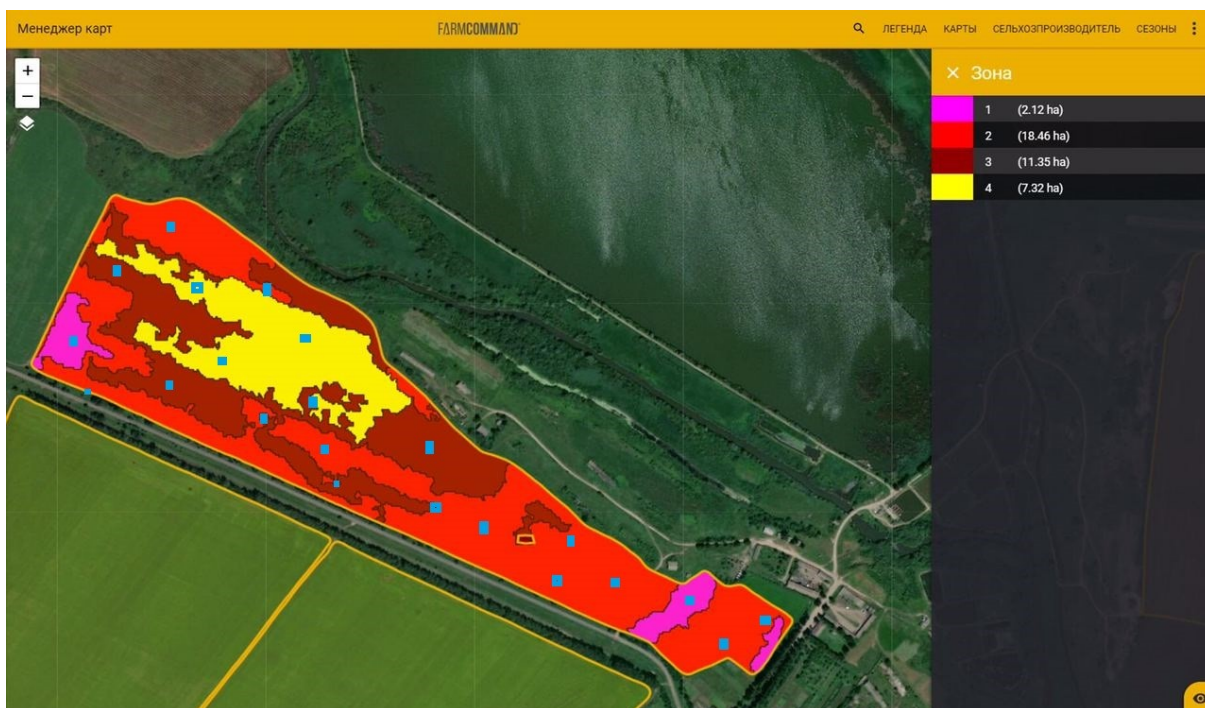 Менеджер карт
FARMCOMMAND
ЛЕГЕНДА КАРТЫ СЕЛЬХОЗПРОИЗВОДИТЕЛЬ СЕЗОНЫ
+
−
× Зона
1 (2.12 ha)
2 (18.46 ha)
3 (11.35 ha)
4 (7.32 ha)